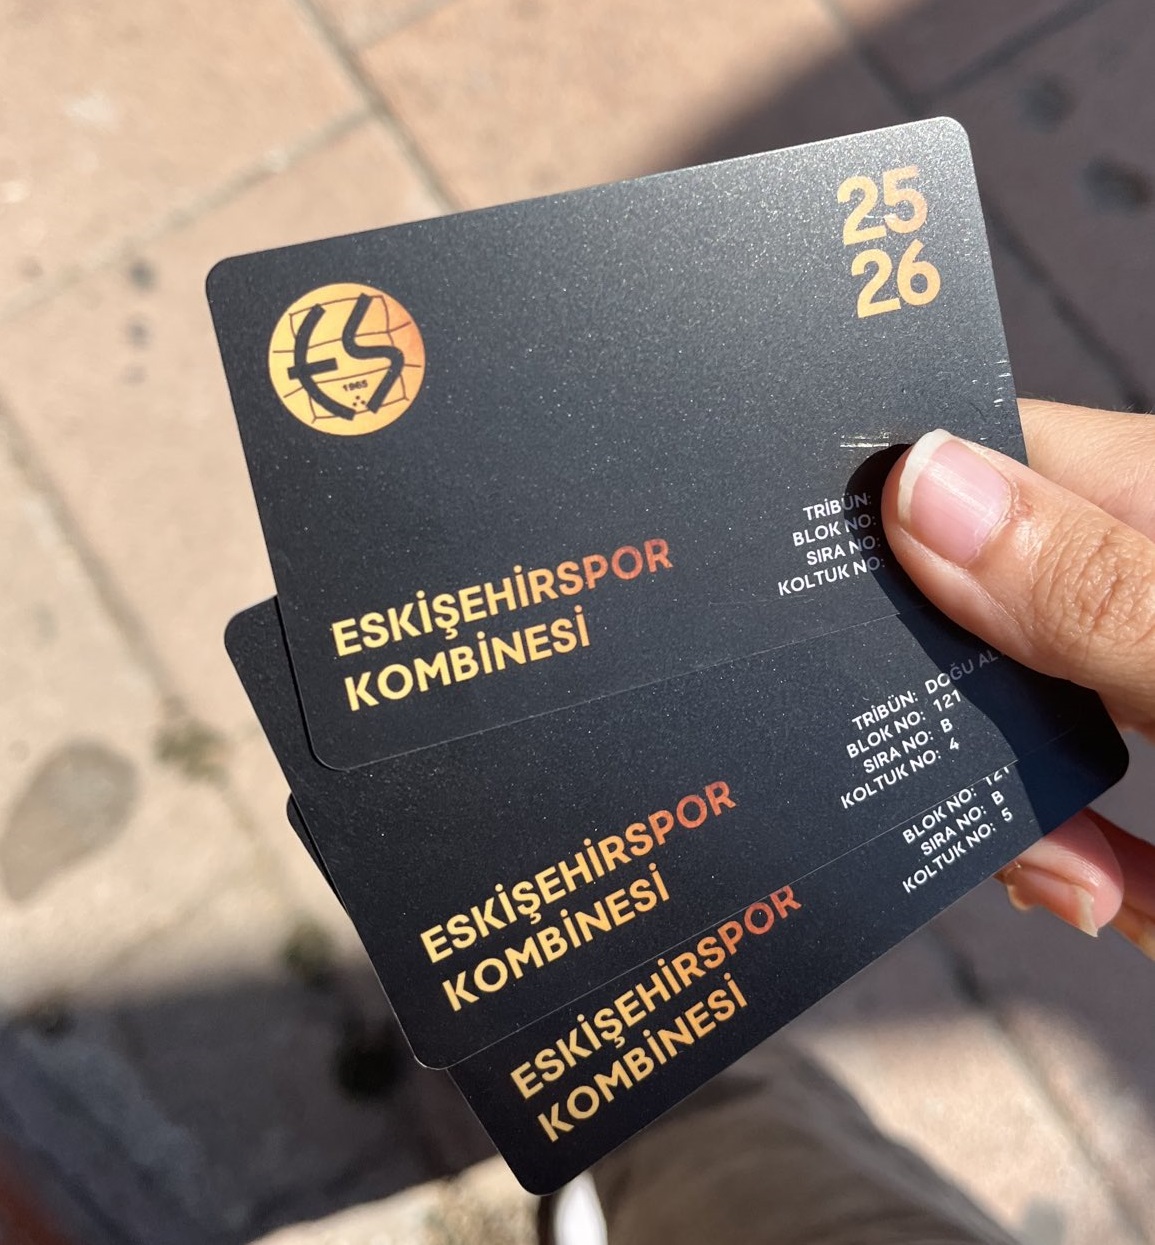 25
26
ES
1965
TRİBÜN:
BLOK NO:
SIRA NO:
KOLTUK NO:
ESKİŞEHİRSPOR
KOMBİNESİ
TRİBÜN: DOĞU
BLOK NO: 121
SIRA NO: B
KOLTUK NO: 4
ESKİŞEHİRSPOR
KOMBİNESİ
BLOK NO: 121
SIRA NO: B
KOLTUK NO: 5
ESKİŞEHİRSPOR
KOMBİNESİ